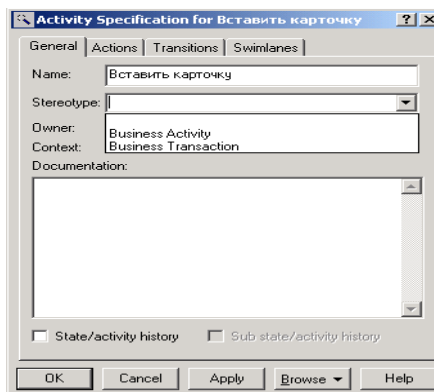 Activity Specification for Вставить карточку
General Actions Transitions Swimlanes
Name: Вставить карточку
Stereotype:
Owner:
Business Activity
Context: Business Transaction
Documentation:
State/activity history Sub state/activity history
OK Cancel Apply Browse Help